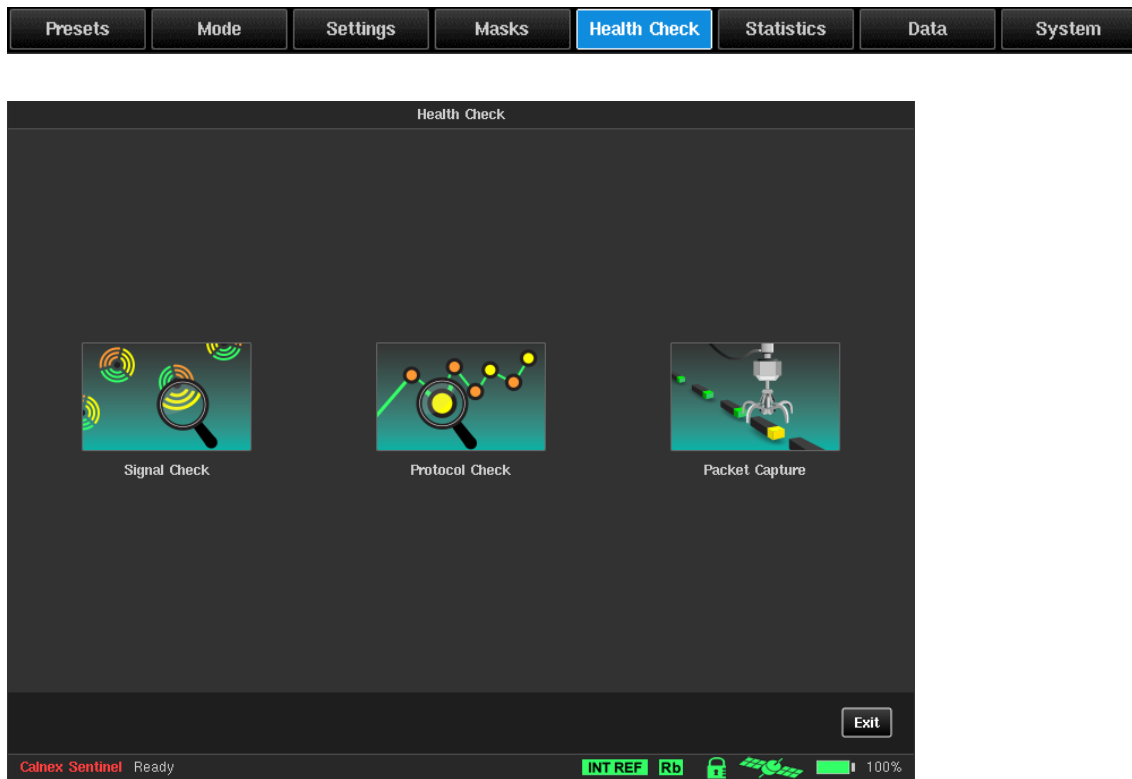 Presets Mode Settings Masks Health Check Statistics Data System
Health Check
Signal Check Protocol Check Packet Capture
Exit
Calnex Sentinel Ready INT REF Rb 100%